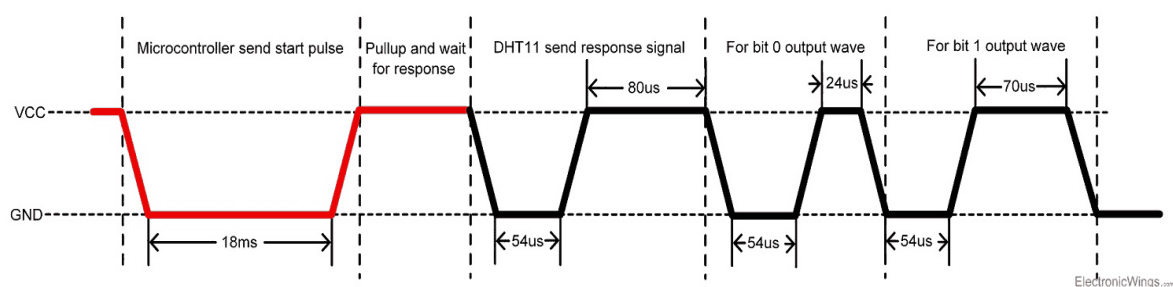 Microcontroller send start pulse
Pullup and wait
for response
DHT11 send response signal
For bit 0 output wave
For bit 1 output wave
80us
24us
70us
VCC
GND
18ms
54us
54us
54us
ElectronicWings.com